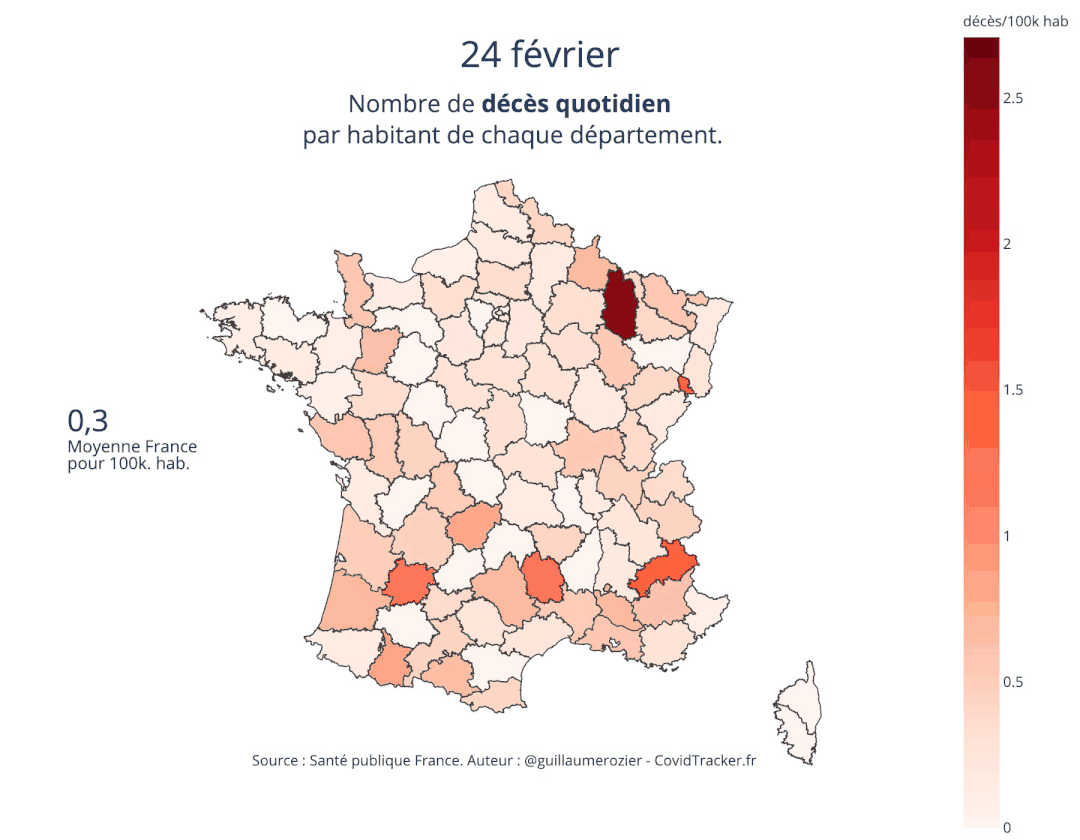 décès/100k hab
24 février
Nombre de décès quotidien
par habitant de chaque département.
2.5
2
1.5
0,3
Moyenne France
pour 100k. hab.
1
0.5
Source : Santé publique France. Auteur : @guillaumerozier - CovidTracker.fr
0